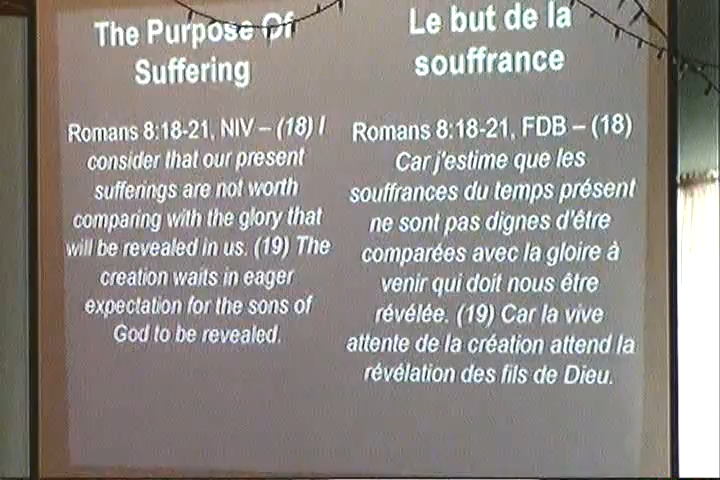 The Purpose Of
Suffering
Romans 8:18-21, NIV – (18) I
consider that our present
sufferings are not worth
comparing with the glory that
will be revealed in us. (19) The
creation waits in eager
expectation for the sons of
God to be revealed.
Le but de la
souffrance
Romans 8:18-21, FDB – (18)
Car j'estime que les
souffrances du temps présent
ne sont pas dignes d'être
comparées avec la gloire à
venir qui doit nous être
révélée. (19) Car la vive
attente de la création attend la
révélation des fils de Dieu.